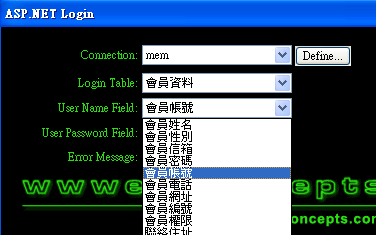 ASP.NET Login
Connection: mem Define...
Login Table: 會員資料
User Name Field: 會員帳號
User Password Field:
Error Message:
會員姓名
會員性別
會員信箱
會員密碼
會員帳號
會員電話
會員網址
會員編號
會員權限
聯絡住址
www
cepts
oncepts.com